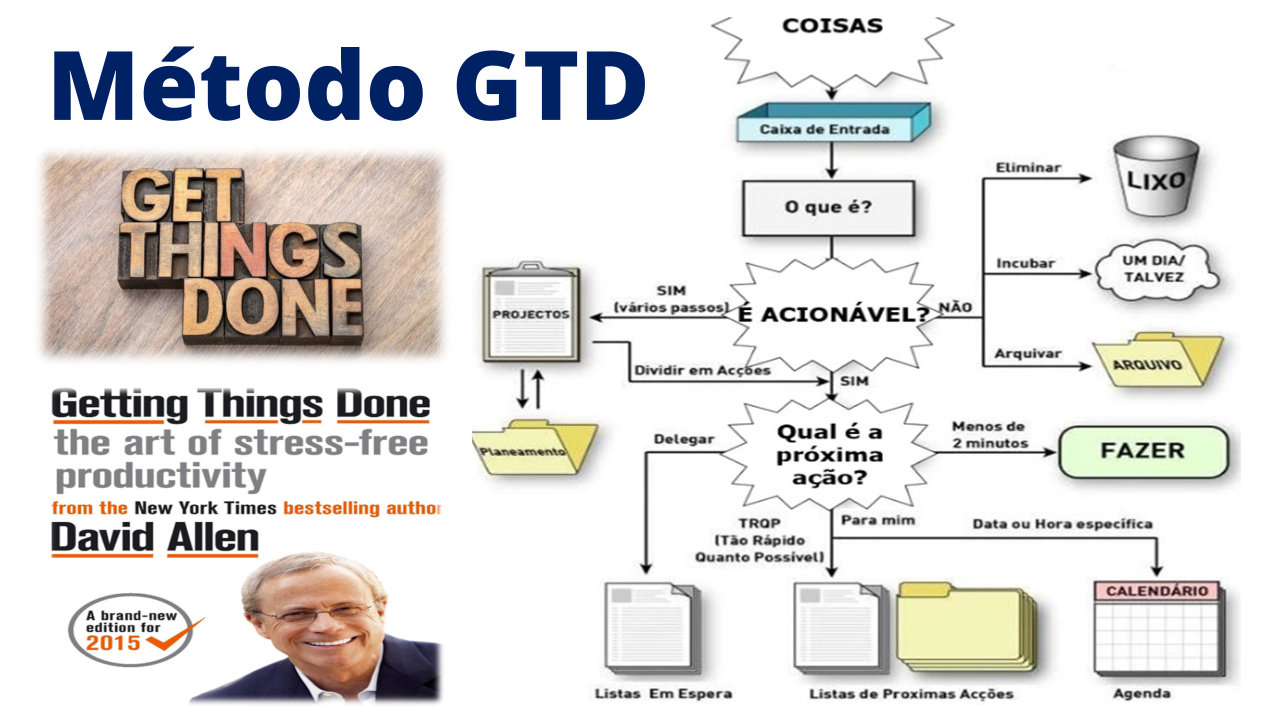 Método GTD
GET
THINGS
DONE
Getting Things Done
the art of stress-free
productivity
from the New York Times bestselling author
David Allen
A brand-new
edition for
2015
COISAS
Caixa de Entrada
O que é?
É ACIONÁVEL?
NÃO
Eliminar
LIXO
Incubar
UM DIA/
TALVEZ
Arquivar
ARQUIVO
SIM
(vários passos)
PROJECTOS
Dividir em Acções
SIM
Planeamento
Qual é a
próxima
ação?
Menos de
2 minutos
FAZER
Delegar
TRQP
(Tão Rápido
Quanto Possível)
Para mim
Data ou Hora específica
CALENDÁRIO
Listas Em Espera
Listas de Proximas Acções
Agenda